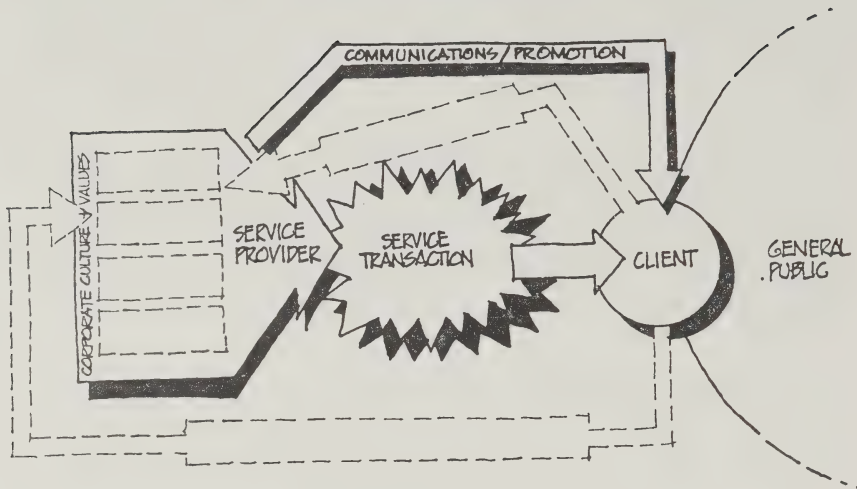 COMMUNICATIONS/PROMOTION
CORPORATE CULTURE & VALUES
SERVICE
PROVIDER
SERVICE
TRANSACTION
CLIENT
GENERAL
PUBLIC